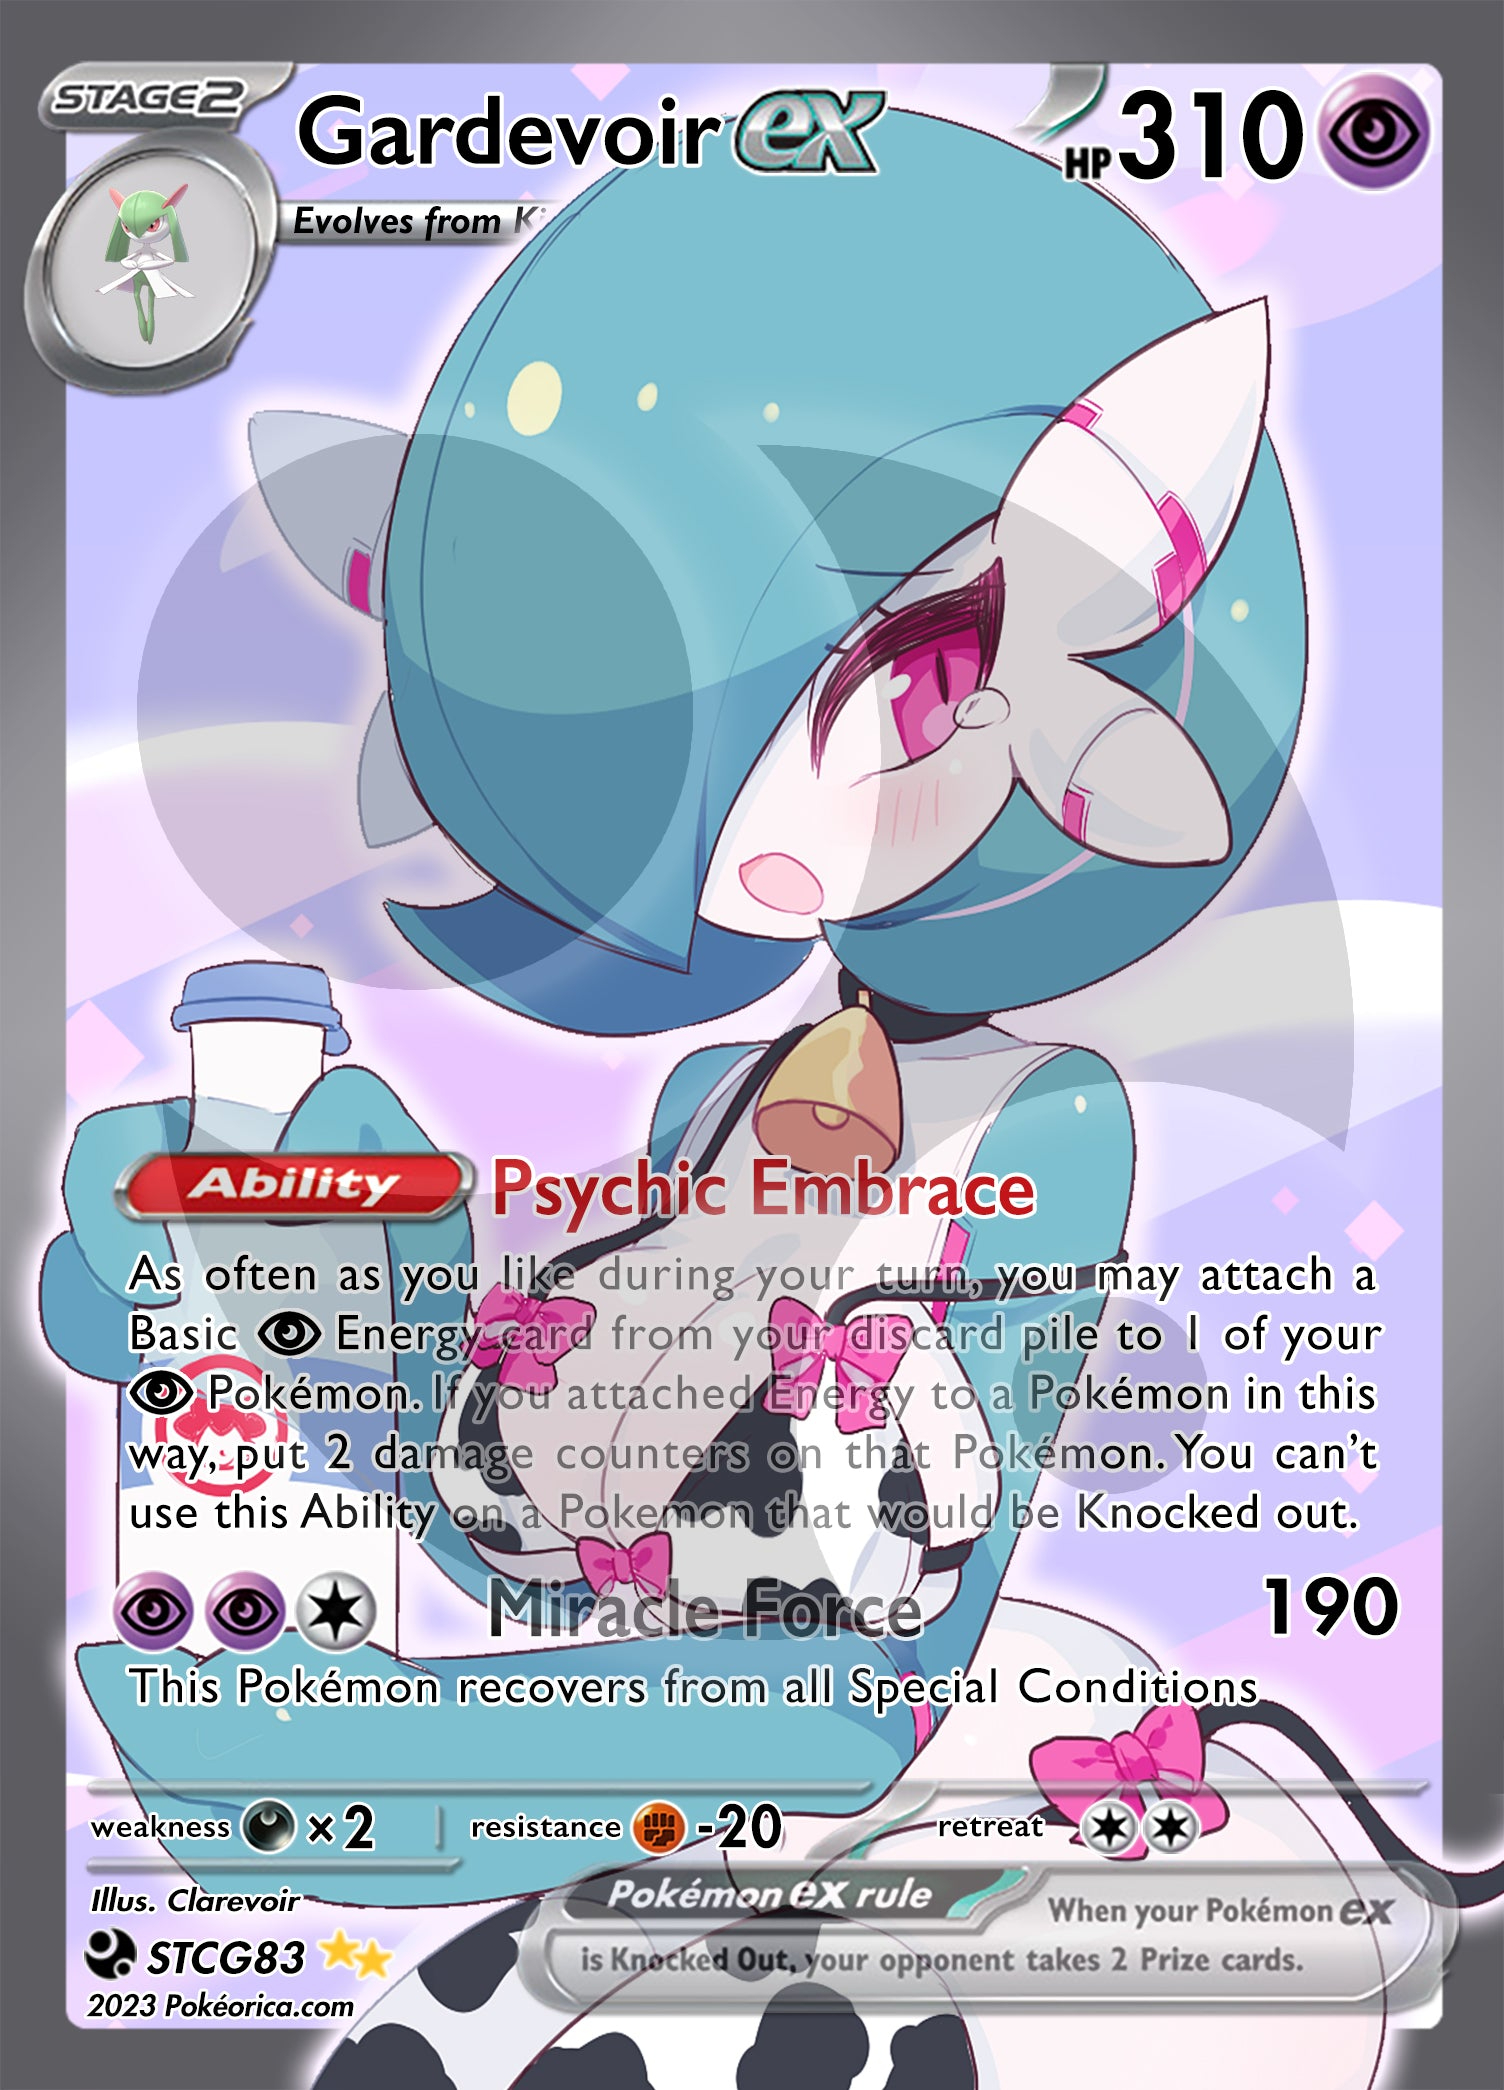 STAGE2
Gardevoir ex
HP 310
Evolves from Ki
Ability Psychic Embrace
As often as you like during your turn, you may attach a
Basic Energy card from your discard pile to 1 of your
Pokémon. If you attached Energy to a Pokémon in this
way, put 2 damage counters on that Pokémon. You can't
use this Ability on a Pokemon that would be Knocked out.
Miracle Force 190
This Pokémon recovers from all Special Conditions
weakness ×2 resistance -20 retreat
Illus. Clarevoir
Pokémon ex rule When your Pokémon ex
is Knocked Out, your opponent takes 2 Prize cards.
STCG83
2023 Pokéorica.com